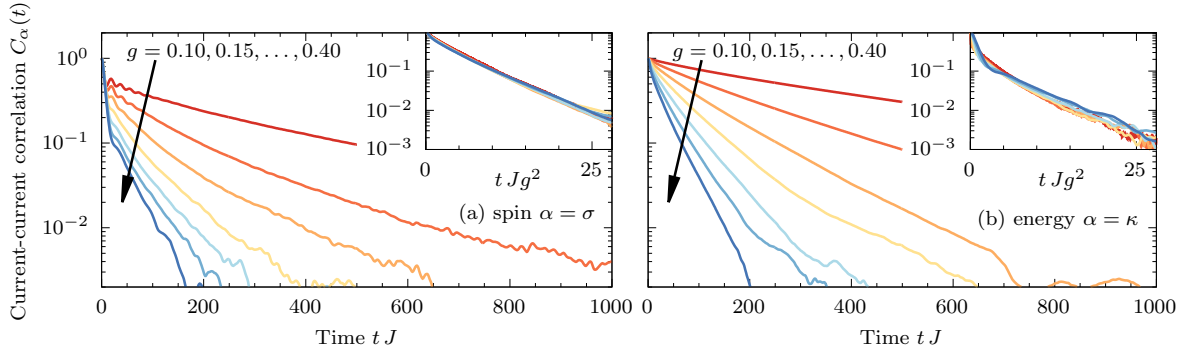 Current-current correlation C_α(t)
10^0
10^{-1}
10^{-2}
g = 0.10, 0.15, . . . , 0.40
10^{-1}
10^{-2}
10^{-3}
0 25
t J g^2
(a) spin α = σ
0 200 400 600 800 1000
Time t J
g = 0.10, 0.15, . . . , 0.40
10^{-1}
10^{-2}
10^{-3}
0 25
t J g^2
(b) energy α = κ
0 200 400 600 800 1000
Time t J